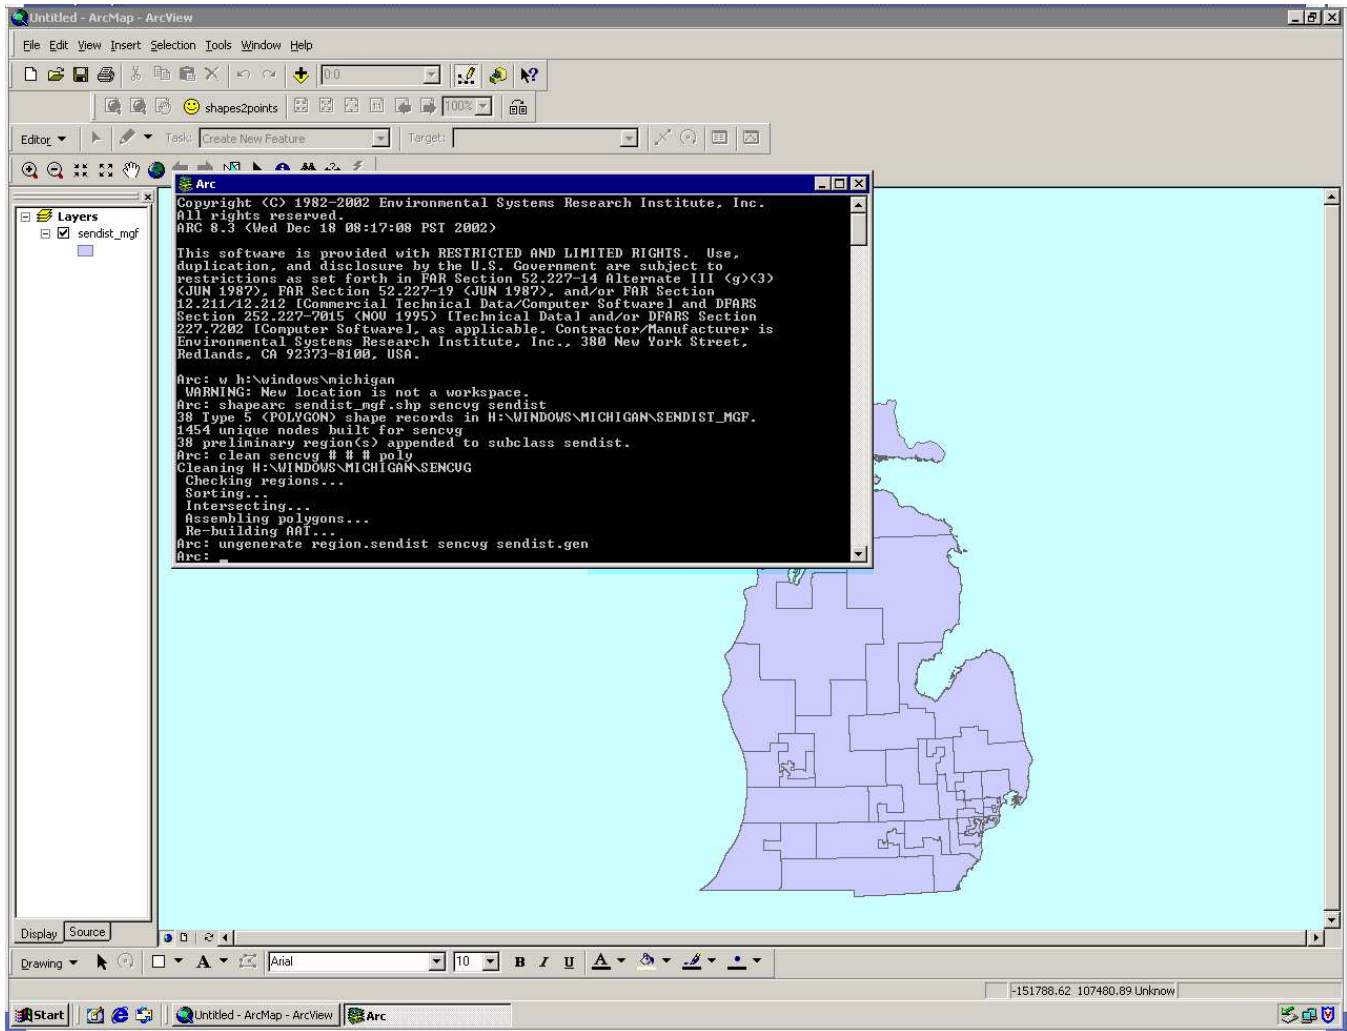 Untitled - ArcMap - ArcView
File Edit View Insert Selection Tools Window Help
0:0
shapes2points 100%
Editor Task: Create New Feature Target:
Arc
Layers
sendist_mgf
Copyright (C) 1982-2002 Environmental Systems Research Institute, Inc.
All rights reserved.
ARC 8.3 (Wed Dec 18 08:17:08 PST 2002)
This software is provided with RESTRICTED AND LIMITED RIGHTS. Use,
duplication, and disclosure by the U.S. Government are subject to
restrictions as set forth in FAR Section 52.227-14 Alternate III (g)(3)
(JUN 1987), FAR Section 52.227-19 (JUN 1987), and/or FAR Section
12.211/12.212 [Commercial Technical Data/Computer Software] and DFARS
Section 252.227-7015 (NOV 1995) [Technical Data] and/or DFARS Section
227.7202 [Computer Software], as applicable. Contractor/Manufacturer is
Environmental Systems Research Institute, Inc., 380 New York Street,
Redlands, CA 92373-8100, USA.
Arc: w h:\windows\michigan
WARNING: New location is not a workspace.
Arc: shapearc sendist_mgf.shp sencvg sendist
38 Type 5 (POLYGON) shape records in H:\WINDOWS\MICHIGAN\SENDIST_MGF.
1454 unique nodes built for sencvg
38 preliminary region(s) appended to subclass sendist.
Arc: clean sencvg # # # poly
Cleaning H:\WINDOWS\MICHIGAN\SENCVG
Checking regions...
Sorting...
Intersecting...
Assembling polygons...
Re-building AAT...
Arc: ungenerate region.sendist sencvg sendist.gen
Arc: _
Display Source
Drawing A Arial 10 B I U A
-151788.62 107480.89 Unknow
Start Untitled - ArcMap - ArcView Arc